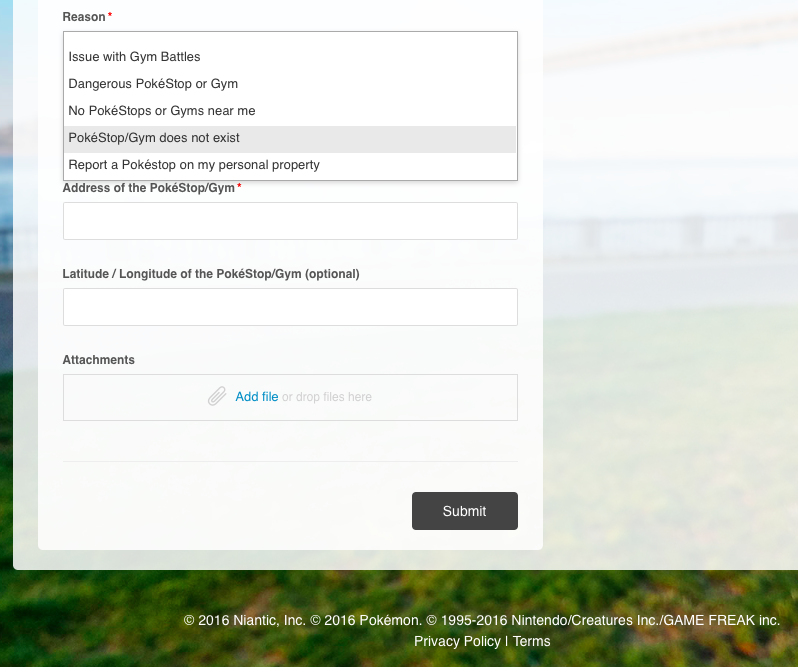 Reason *
Issue with Gym Battles
Dangerous PokéStop or Gym
No PokéStops or Gyms near me
PokéStop/Gym does not exist
Report a Pokéstop on my personal property
Address of the PokéStop/Gym *
Latitude / Longitude of the PokéStop/Gym (optional)
Attachments
Add file or drop files here
Submit
© 2016 Niantic, Inc. © 2016 Pokémon. © 1995-2016 Nintendo/Creatures Inc./GAME FREAK inc.
Privacy Policy | Terms